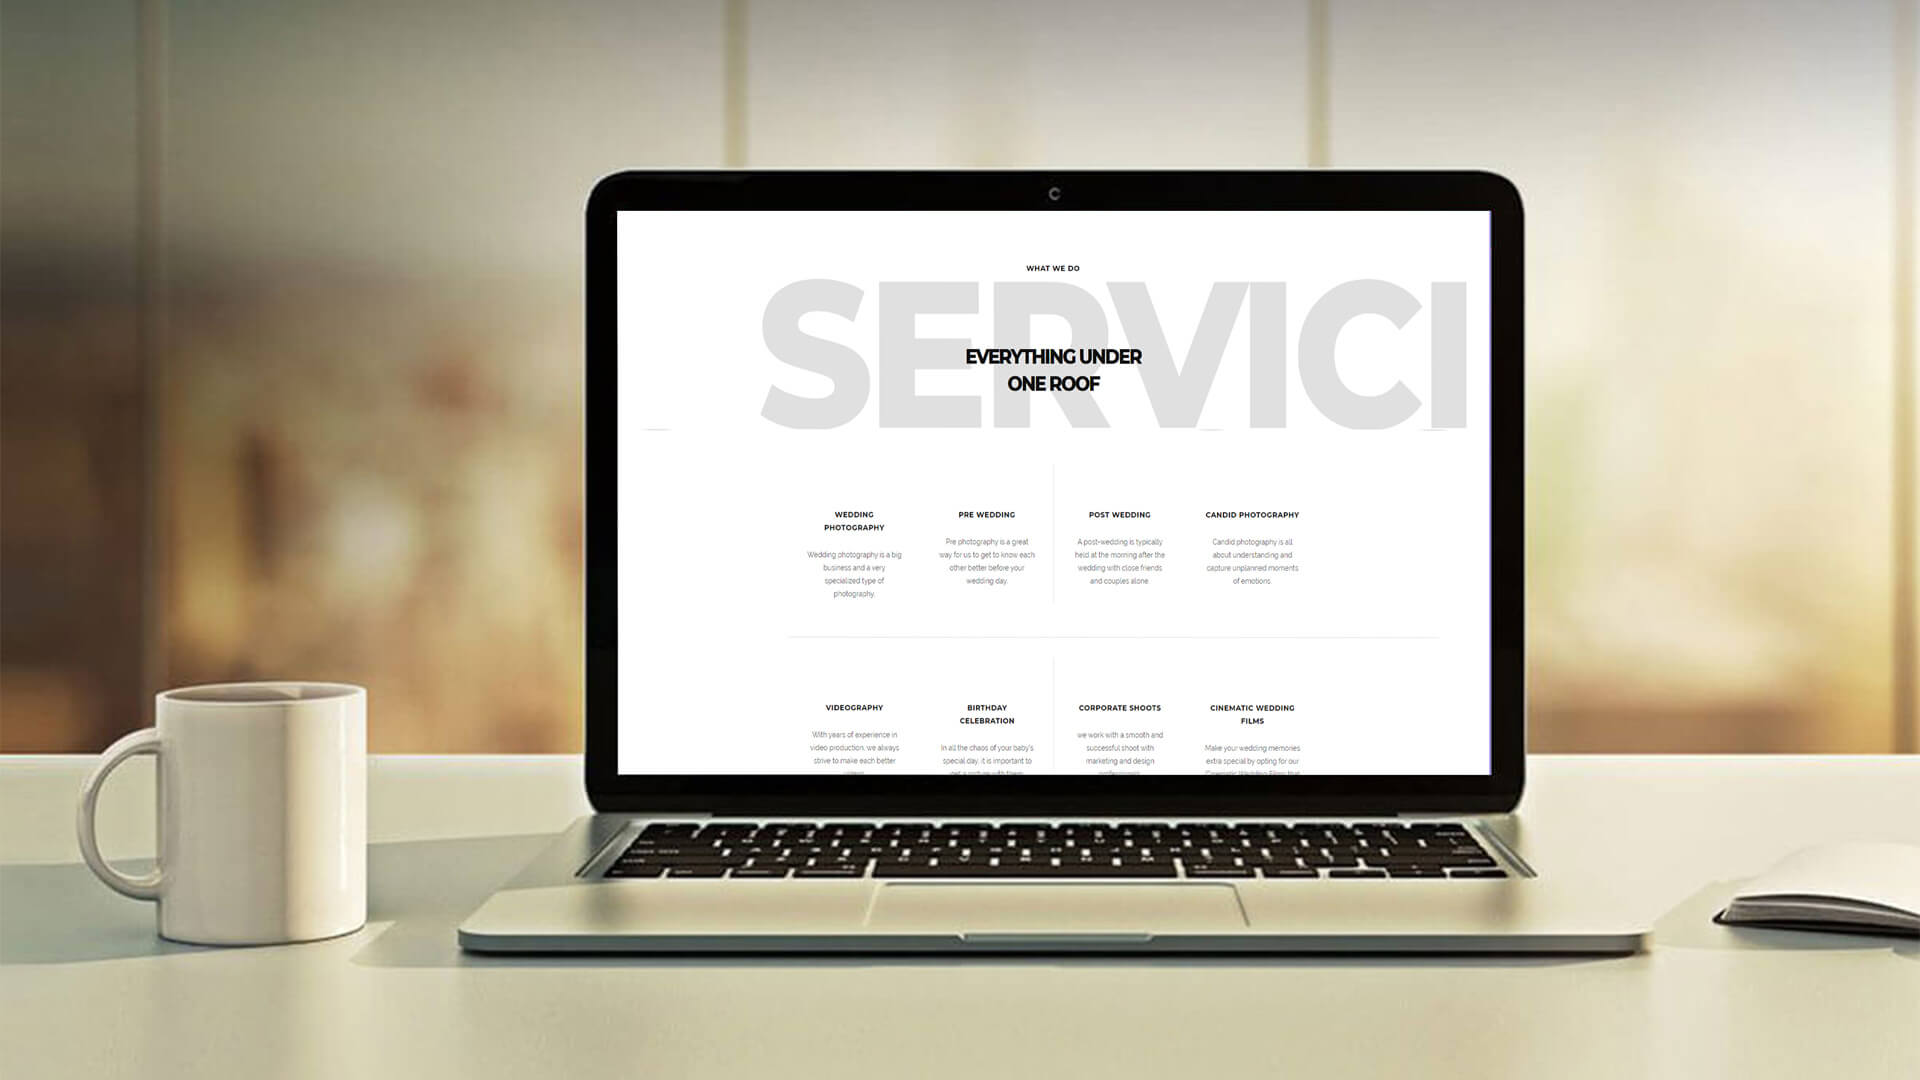 WHAT WE DO
SERVICI
EVERYTHING UNDER
ONE ROOF
WEDDING
PHOTOGRAPHY
Wedding photography is a big
business and a very
specialized type of
photography.
PRE WEDDING
Pre photography is a great
way for us to get to know each
other better before your
wedding day.
POST WEDDING
A post-wedding is typically
held at the morning after the
wedding with close friends
and couples alone
CANDID PHOTOGRAPHY
Candid photography is all
about understanding and
capture unplanned moments
of emotions.
VIDEOGRAPHY
With years of experience in
video production, we always
strive to make each better
BIRTHDAY
CELEBRATION
In all the chaos of your baby's
special day, it is important to
CORPORATE SHOOTS
we work with a smooth and
successful shoot with
marketing and design
CINEMATIC WEDDING
FILMS
Make your wedding memories
extra special by opting for our
Cinematic Wedding Films that